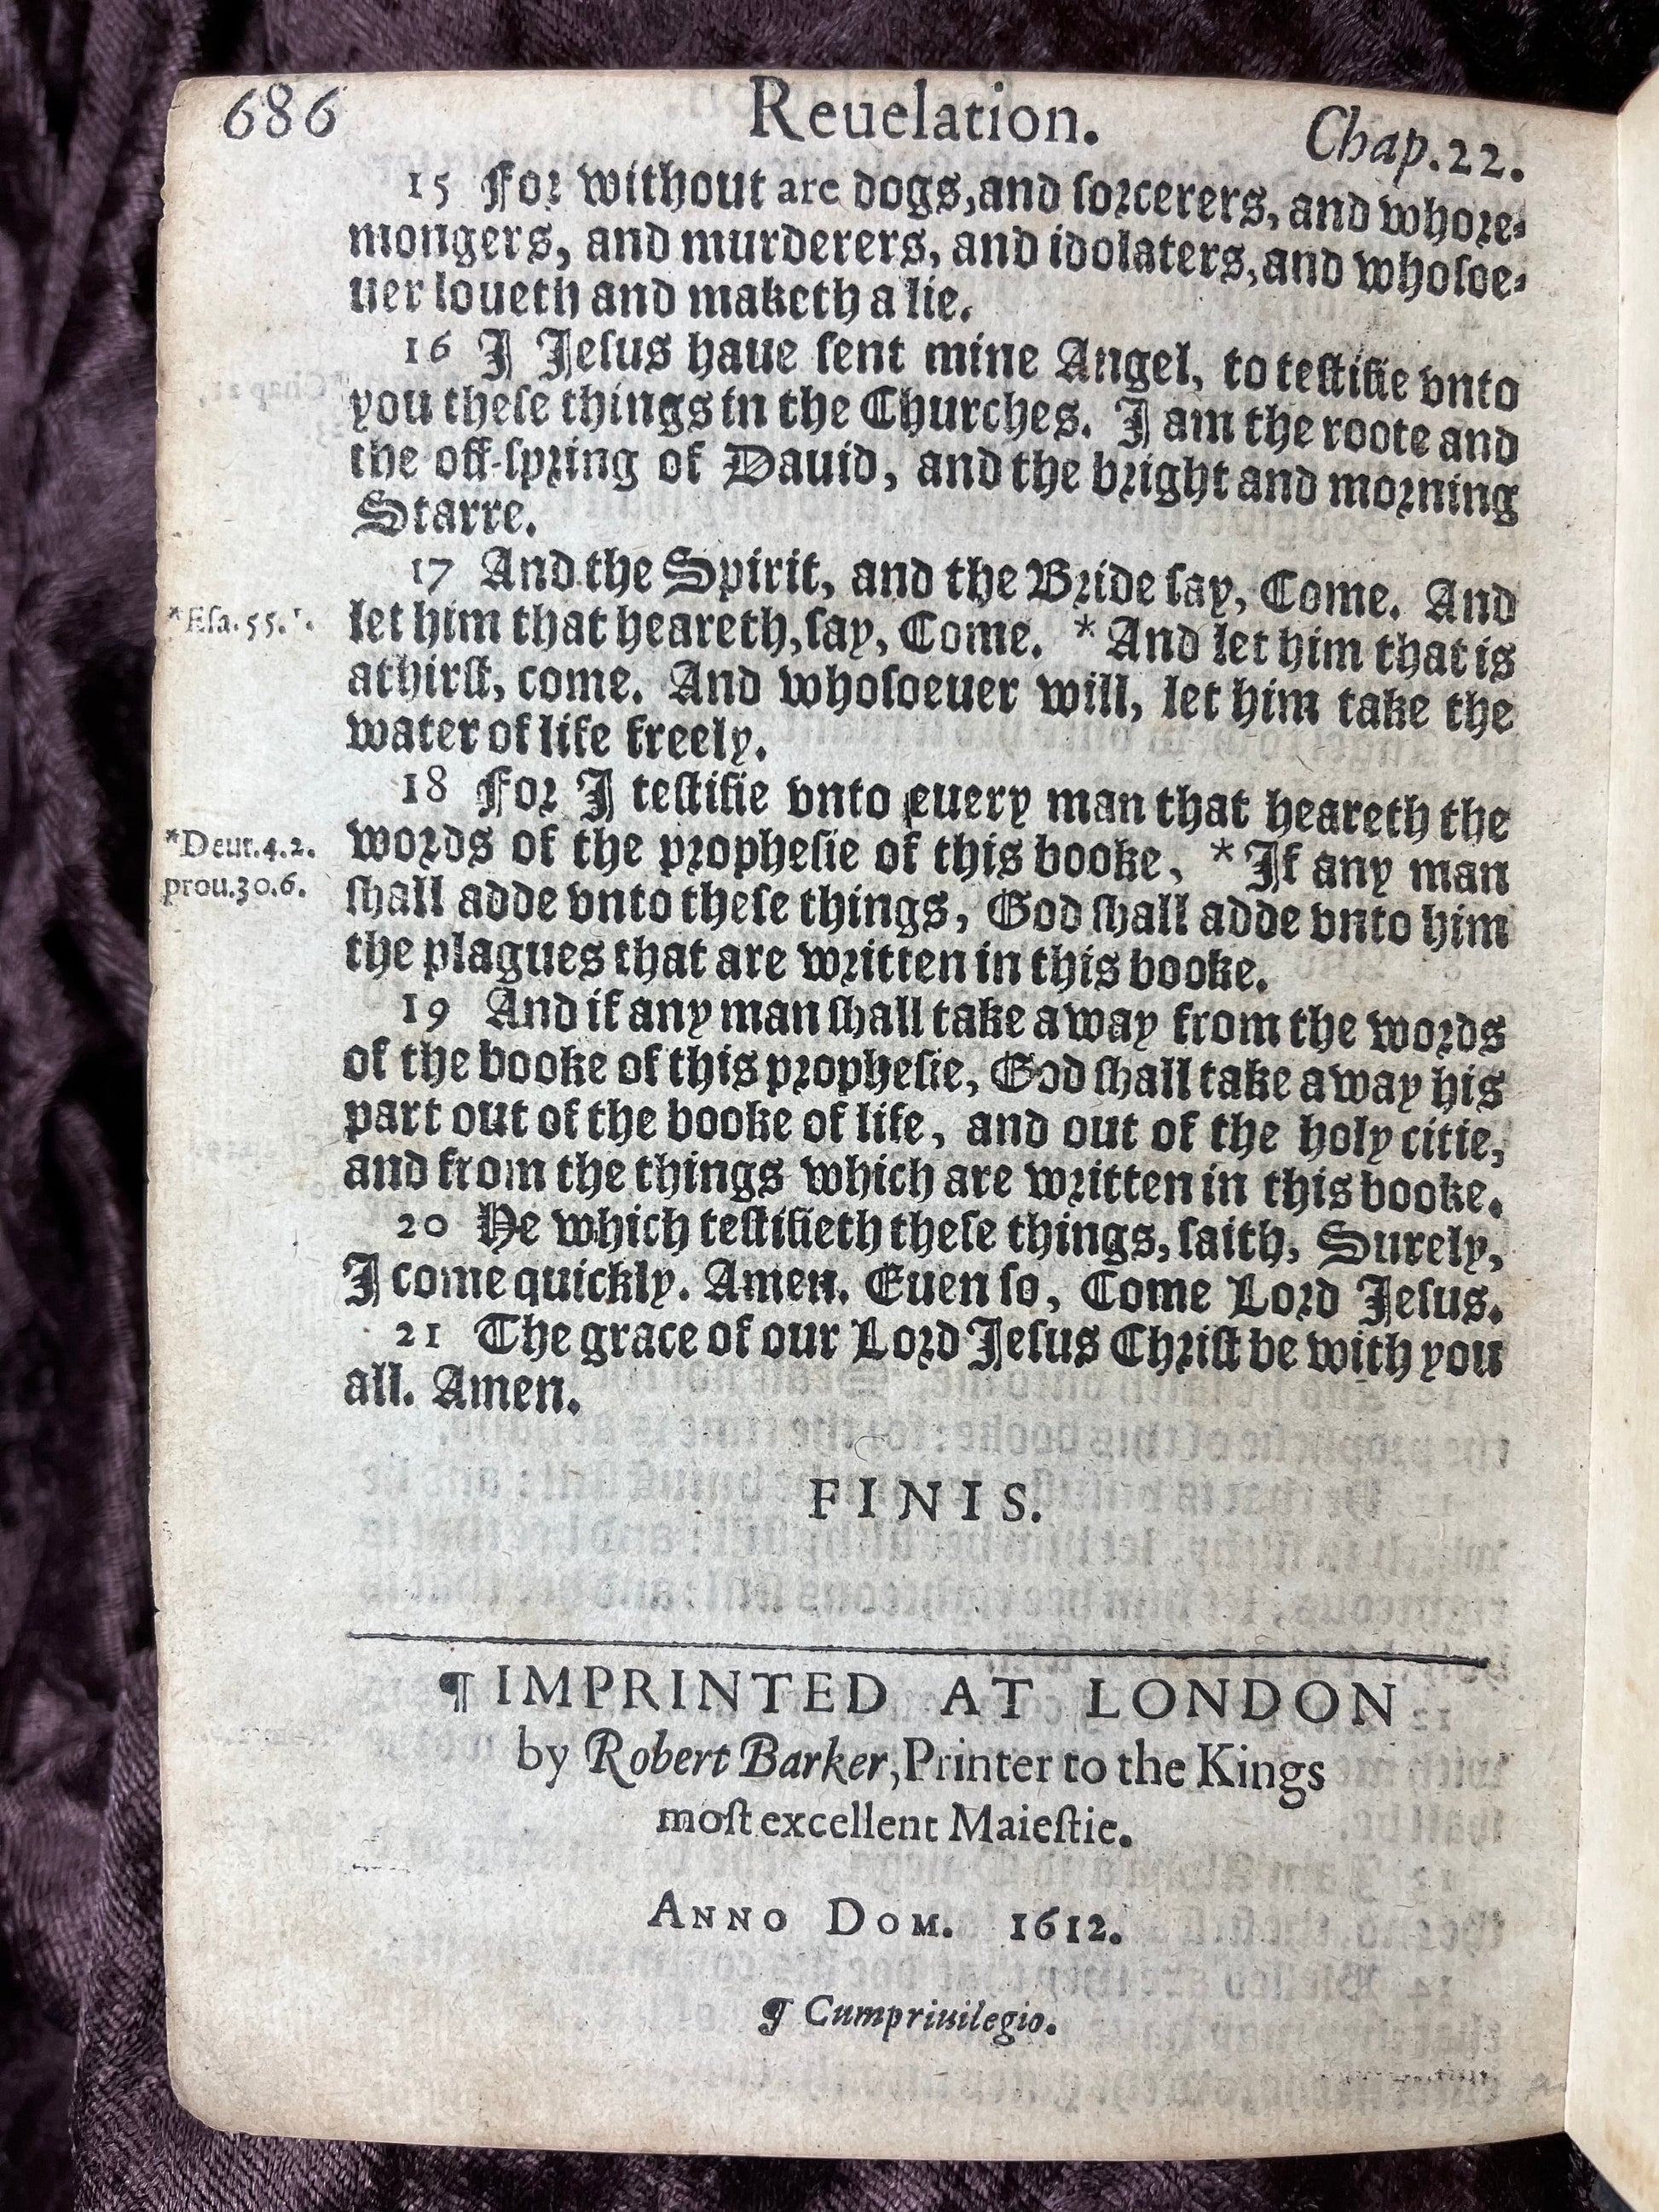 686 Reuelation. Chap.22.
15 For without are dogs,and ſorcerers, and whore-
mongers, and murderers, and idolaters,and whoſoe-
uer loueth and maketh a lie.
16 I Ieſus haue ſent mine Angel, to teſtifie vnto
you theſe things in the Churches. I am the roote and
the off-ſpring of Dauid, and the bright and morning
Starre.
17 And the Spirit, and the Bride ſay, Come. And
*Eſa.55.1. let him that heareth,ſay, Come. *And let him that is
athirſt, come. And whoſoeuer will, let him take the
water of life freely.
18 For I teſtifie vnto euery man that heareth the
*Deut.4.2. words of the propheſie of this booke, *If any man
prou.30.6. ſhall adde vnto theſe things, God ſhall adde vnto him
the plagues that are written in this booke.
19 And if any man ſhall take away from the words
of the booke of this propheſie, God ſhall take away his
part out of the booke of life, and out of the holy citie,
and from the things which are written in this booke.
20 He which teſtifieth theſe things, ſaith, Surely,
I come quickly. Amen. Euen ſo, Come Lord Ieſus.
21 The grace of our Lord Ieſus Chriſt be with you
all. Amen.
FINIS.
¶ IMPRINTED AT LONDON
by Robert Barker,Printer to the Kings
moſt excellent Maieſtie.
ANNO DOM. 1612.
¶ Cum priuilegio.